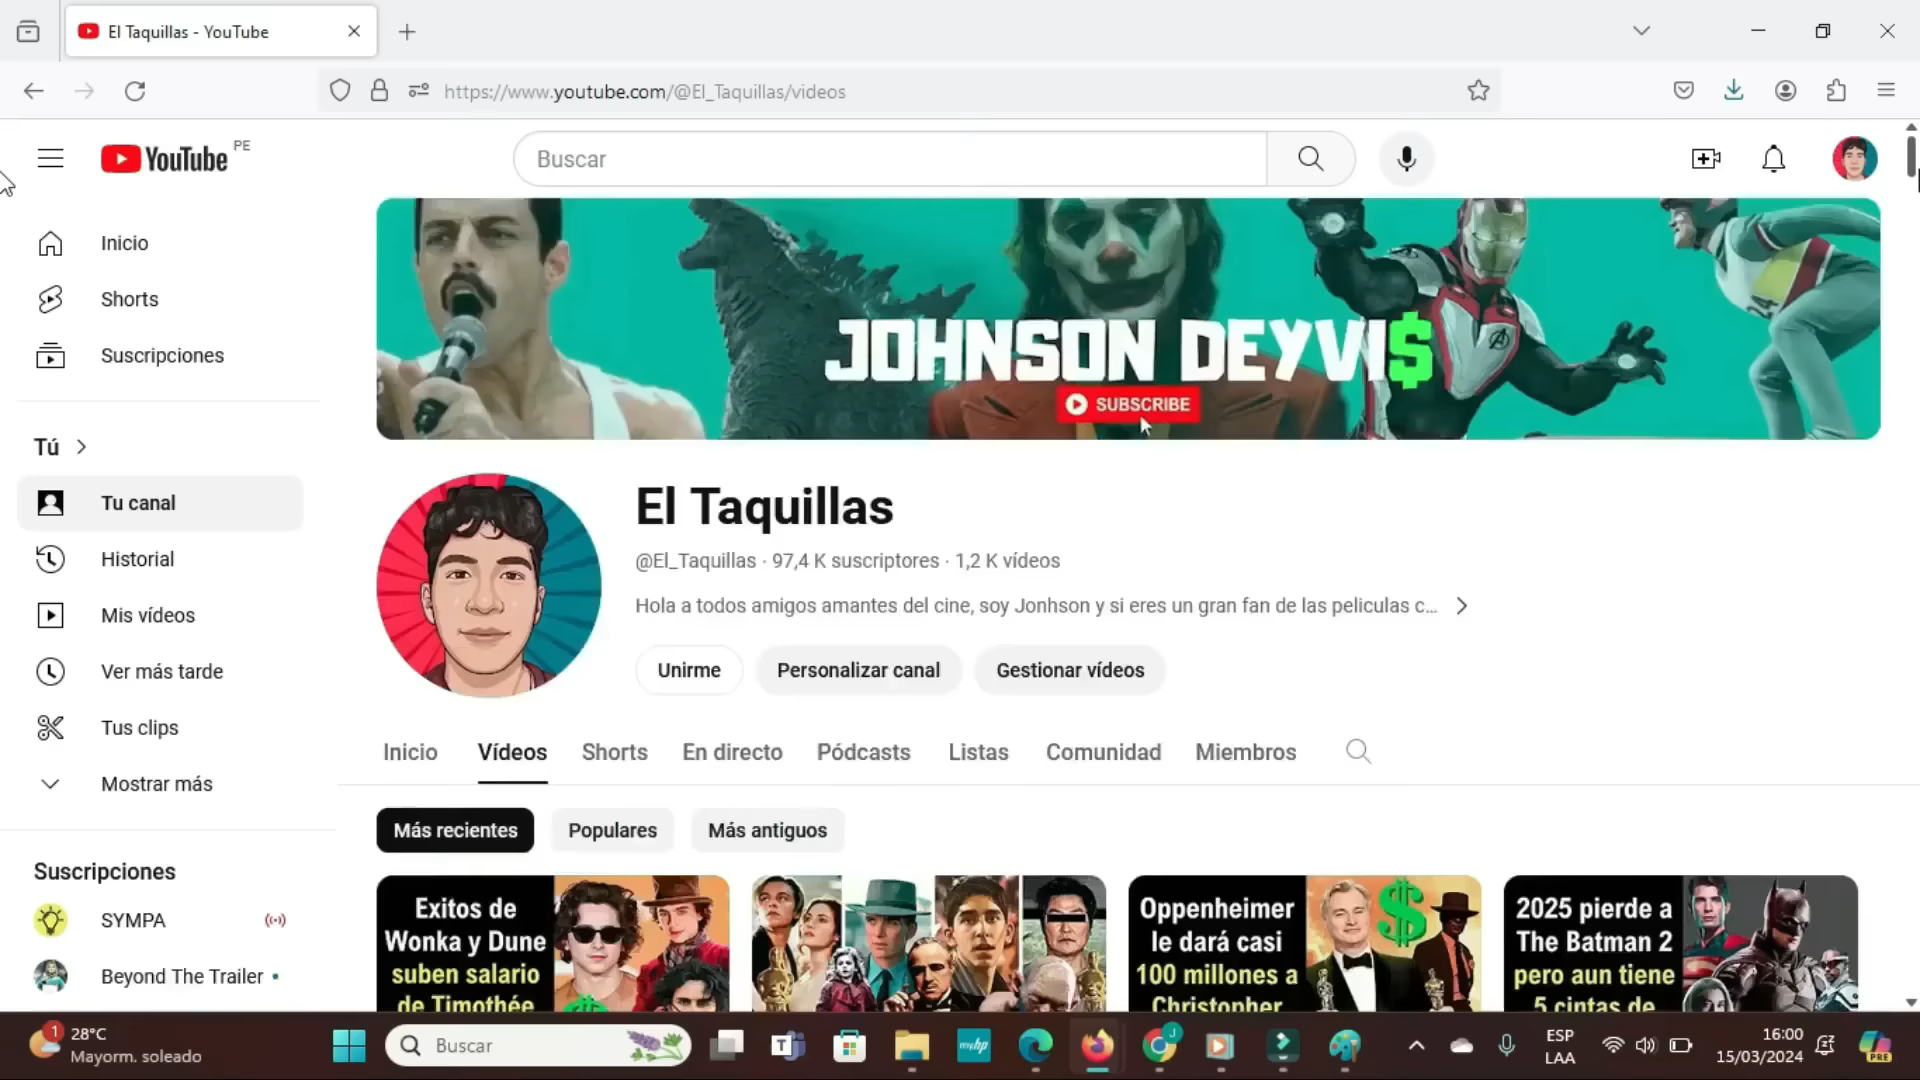 El Taquillas - YouTube
https://www.youtube.com/@El_Taquillas/videos
YouTube PE
Buscar
Inicio
Shorts
Suscripciones
Tú
Tu canal
Historial
Mis vídeos
Ver más tarde
Tus clips
Mostrar más
Suscripciones
SYMPA
Beyond The Trailer
JOHNSON DEYVI$
SUBSCRIBE
El Taquillas
@El_Taquillas · 97,4 K suscriptores · 1,2 K vídeos
Hola a todos amigos amantes del cine, soy Jonhson y si eres un gran fan de las peliculas c...
Unirme Personalizar canal Gestionar vídeos
Inicio Vídeos Shorts En directo Pódcasts Listas Comunidad Miembros
Más recientes Populares Más antiguos
Exitos de
Wonka y Dune
suben salario
de Timothée
Oppenheimer
le dará casi
100 millones a
Christopher
2025 pierde a
The Batman 2
pero aun tiene
5 cintas de
1
28°C
Mayorm. soleado
Buscar
myhp
J
ESP
LAA
16:00
15/03/2024
PRE